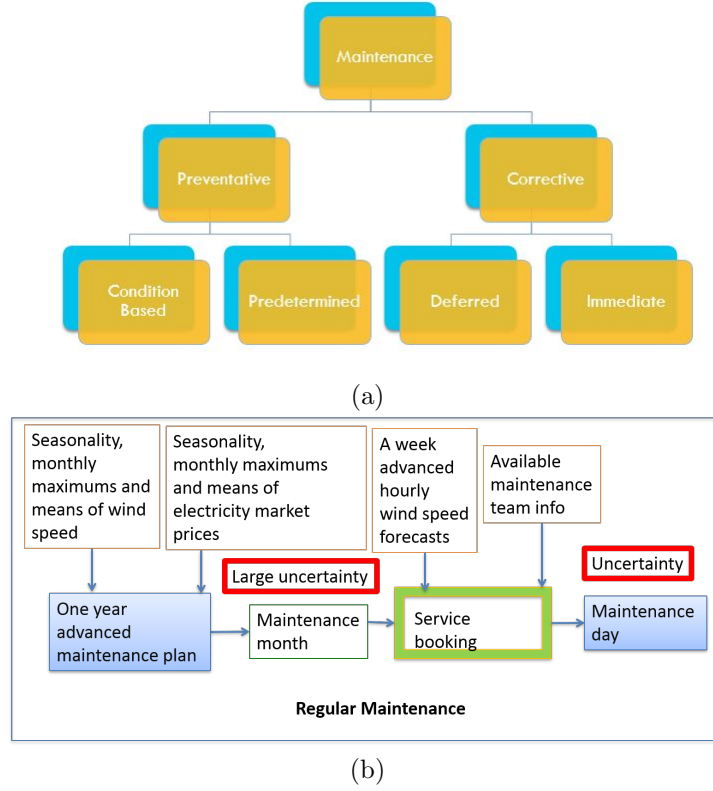 Maintenance
Preventative
Corrective
Condition
Based
Predetermined
Deferred
Immediate
(a)
Seasonality,
monthly
maximums and
means of wind
speed
Seasonality,
monthly maximums
and means of
electricity market
prices
A week
advanced
hourly
wind speed
forecasts
Available
maintenance
team info
Large uncertainty
Uncertainty
One year
advanced
maintenance plan
Maintenance
month
Service
booking
Maintenance
day
Regular Maintenance
(b)